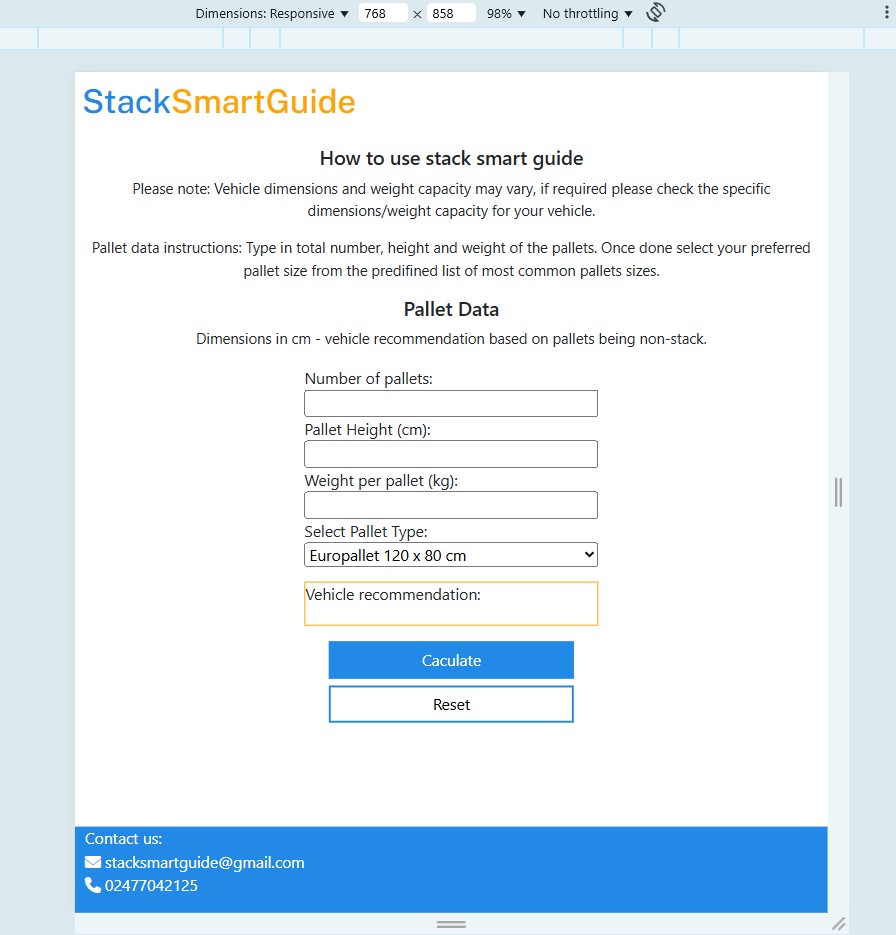 Dimensions: Responsive ▼ 768 × 858 98% ▼ No throttling ▼
StackSmartGuide
How to use stack smart guide
Please note: Vehicle dimensions and weight capacity may vary, if required please check the specific
dimensions/weight capacity for your vehicle.
Pallet data instructions: Type in total number, height and weight of the pallets. Once done select your preferred
pallet size from the predifined list of most common pallets sizes.
Pallet Data
Dimensions in cm - vehicle recommendation based on pallets being non-stack.
Number of pallets:
Pallet Height (cm):
Weight per pallet (kg):
Select Pallet Type:
Europallet 120 x 80 cm
Vehicle recommendation:
Caculate
Reset
Contact us:
stacksmartguide@gmail.com
02477042125